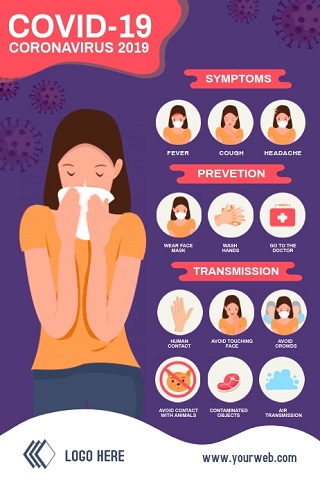 COVID-19
CORONAVIRUS 2019
SYMPTOMS
FEVER
COUGH
HEADACHE
PREVETION
WEAR FACE
MASK
WASH
HANDS
GO TO THE
DOCTOR
TRANSMISSION
HUMAN
CONTACT
AVOID TOUCHING
FACE
AVOID
CROWDS
AVOID CONTACT
WITH ANIMALS
CONTAMINATED
OBJECTS
AIR
TRANSMISSION
LOGO HERE
www.yourweb.com